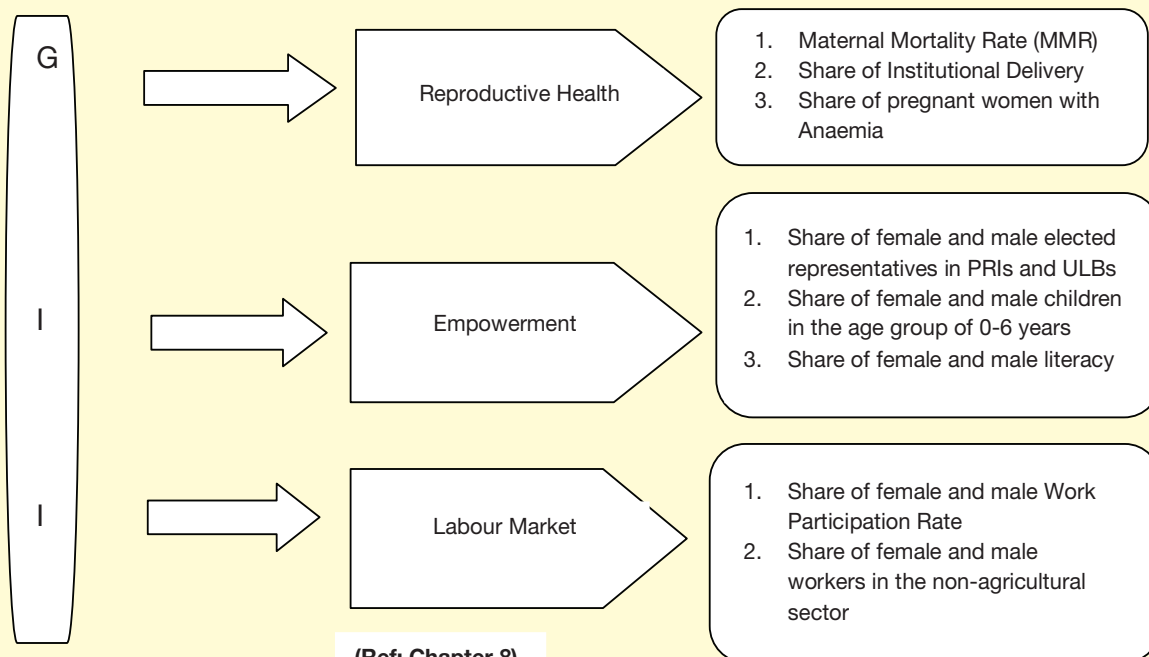 G
Reproductive Health
1. Maternal Mortality Rate (MMR)
2. Share of Institutional Delivery
3. Share of pregnant women with
Anaemia
I
Empowerment
1. Share of female and male elected
representatives in PRIs and ULBs
2. Share of female and male children
in the age group of 0-6 years
3. Share of female and male literacy
I
Labour Market
1. Share of female and male Work
Participation Rate
2. Share of female and male
workers in the non-agricultural
sector
(Ref: Chapter 8)